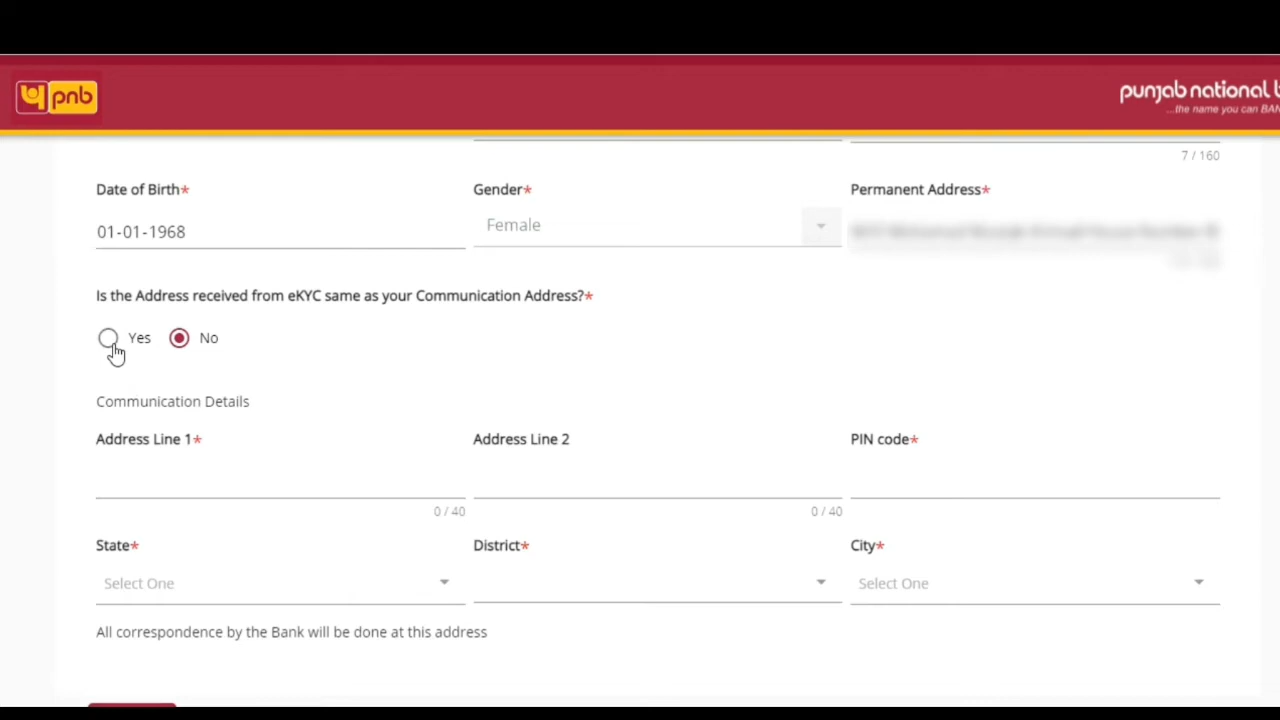 pnb
punjab national
...the name you can BAN
7 / 160
Date of Birth*
Gender*
Permanent Address*
01-01-1968
Female
Is the Address received from eKYC same as your Communication Address?*
Yes
No
Communication Details
Address Line 1*
Address Line 2
PIN code*
0 / 40
0 / 40
State*
District*
City*
Select One
Select One
All correspondence by the Bank will be done at this address